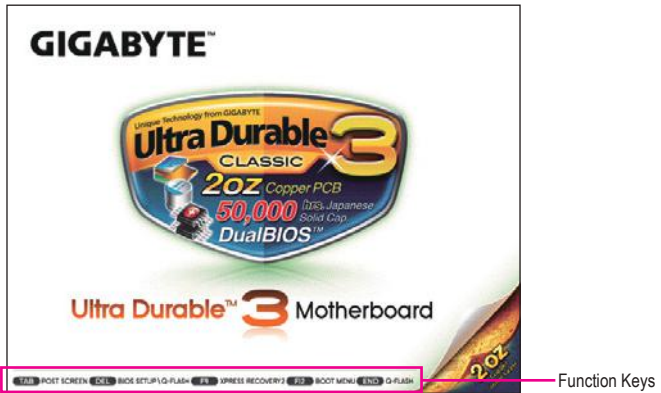 GIGABYTE™
Unique Technology from GIGABYTE
Ultra Durable 3
CLASSIC
2oz Copper PCB
50,000 hrs. Japanese
Solid Cap.
DualBIOS™
Ultra Durable™ 3 Motherboard
2oz
TAB POST SCREEN DEL BIOS SETUP\Q-FLASH F9 XPRESS RECOVERY2 F12 BOOT MENU END Q-FLASH
Function Keys